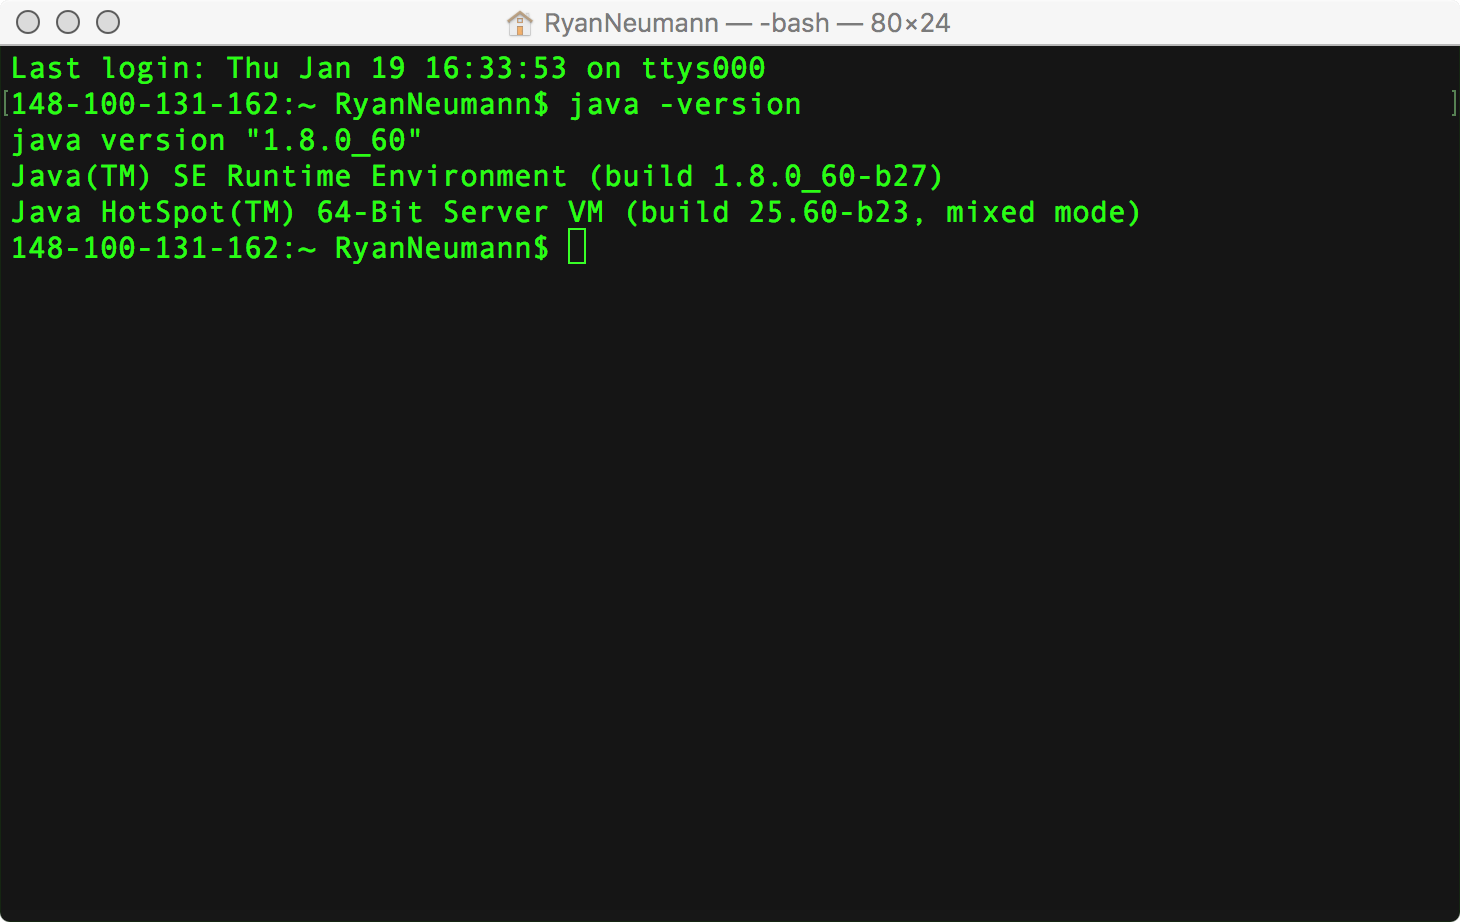 RyanNeumann — -bash — 80×24
Last login: Thu Jan 19 16:33:53 on ttys000
[148-100-131-162:~ RyanNeumann$ java -version ]
java version "1.8.0_60"
Java(TM) SE Runtime Environment (build 1.8.0_60-b27)
Java HotSpot(TM) 64-Bit Server VM (build 25.60-b23, mixed mode)
148-100-131-162:~ RyanNeumann$